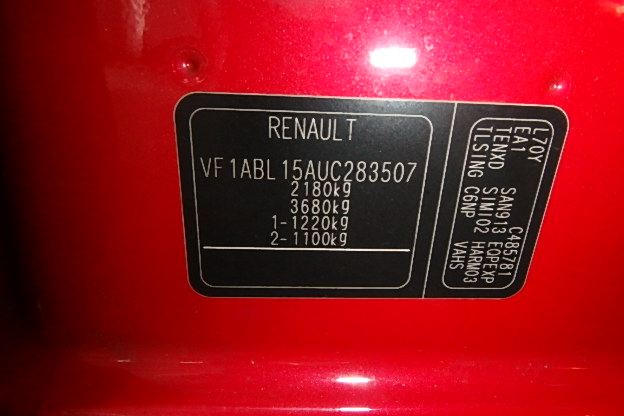 RENAULT
VF1ABL15AUC283507
2180kg
3680kg
1-1220kg
2-1100kg
L70Y C485781
EA1 SAN913 EQPEXP
TENXD SIMI02 HARM03
TLSING C6NP VAHS